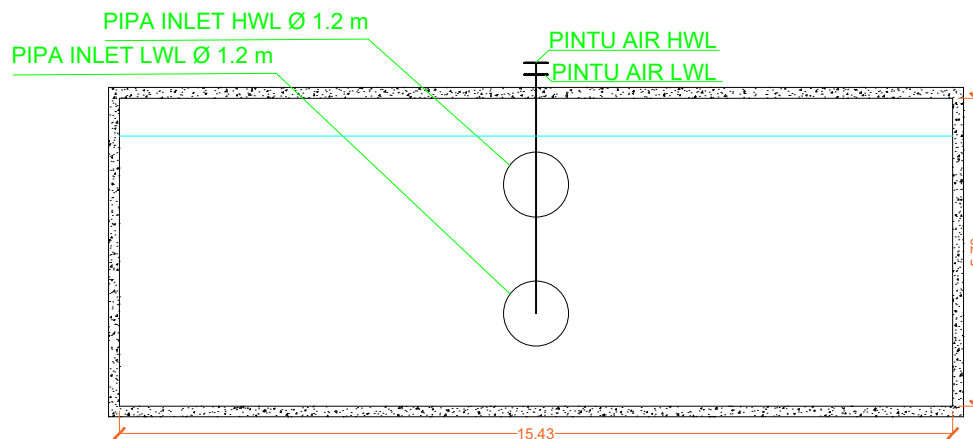 PIPA INLET HWL Ø 1.2 m
PIPA INLET LWL Ø 1.2 m
PINTU AIR HWL
PINTU AIR LWL
15.43